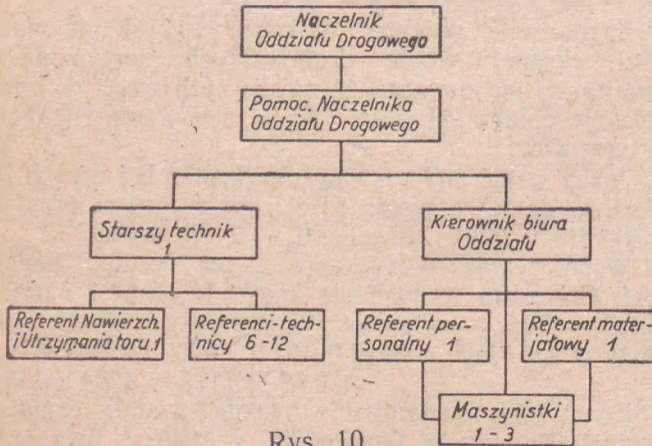 Naczelnik
Oddziału Drogowego
Pomoc. Naczelnika
Oddziału Drogowego
Starszy technik
1
Kierownik biura
Oddziału
Referent Nawierzch.
i Utrzymania toru.1
Referenci-tech-
nicy 6-12
Referent per-
sonalny 1
Referent mater-
jałowy 1
Maszynistki
1-3
Rys. 10